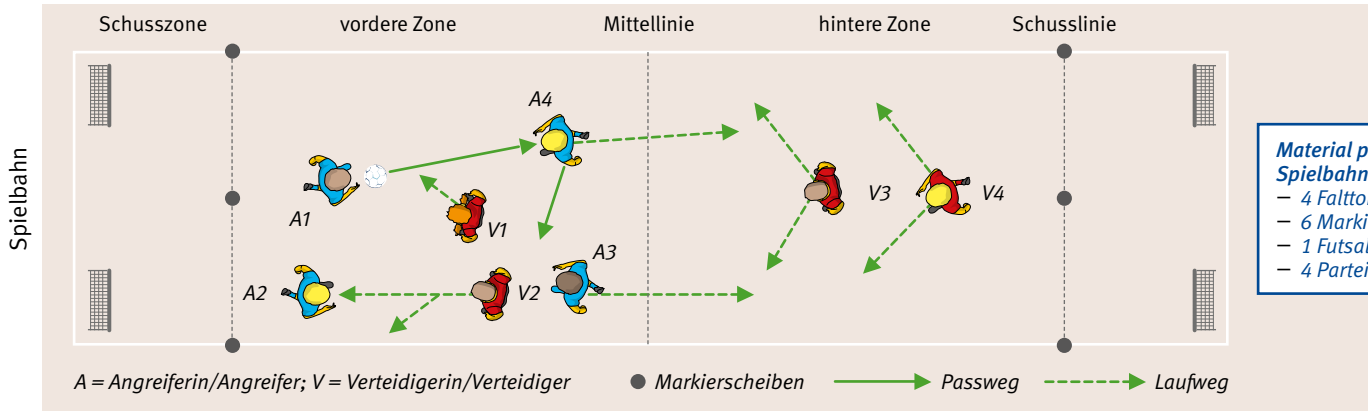 Schusszone vordere Zone Mittellinie hintere Zone Schusslinie
Spielbahn
A4
A1
V1
V3
V4
A3
A2
V2
Material p
Spielbahn
– 4 Faltto
– 6 Marki
– 1 Futsal
– 4 Partei
A = Angreiferin/Angreifer; V = Verteidigerin/Verteidiger Markierscheiben Passweg Laufweg